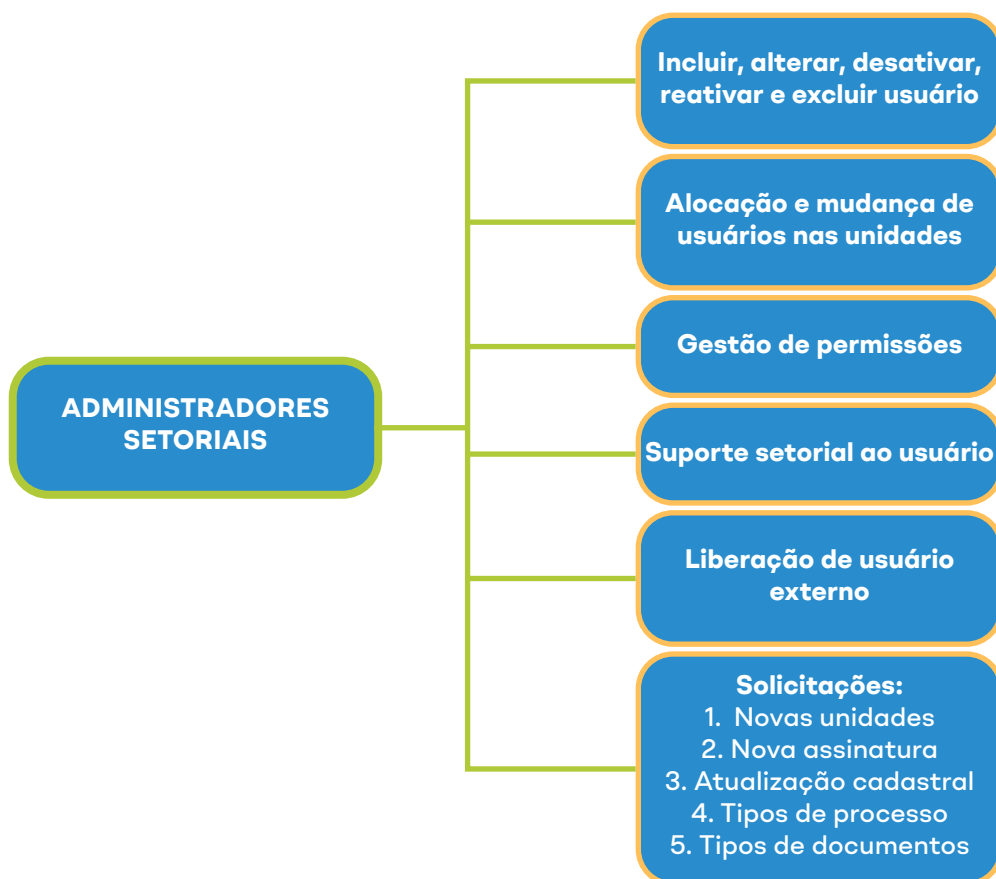 Incluir, alterar, desativar,
reativar e excluir usuário
Alocação e mudança de
usuários nas unidades
Gestão de permissões
ADMINISTRADORES
SETORIAIS
Suporte setorial ao usuário
Liberação de usuário
externo
Solicitações:
1. Novas unidades
2. Nova assinatura
3. Atualização cadastral
4. Tipos de processo
5. Tipos de documentos